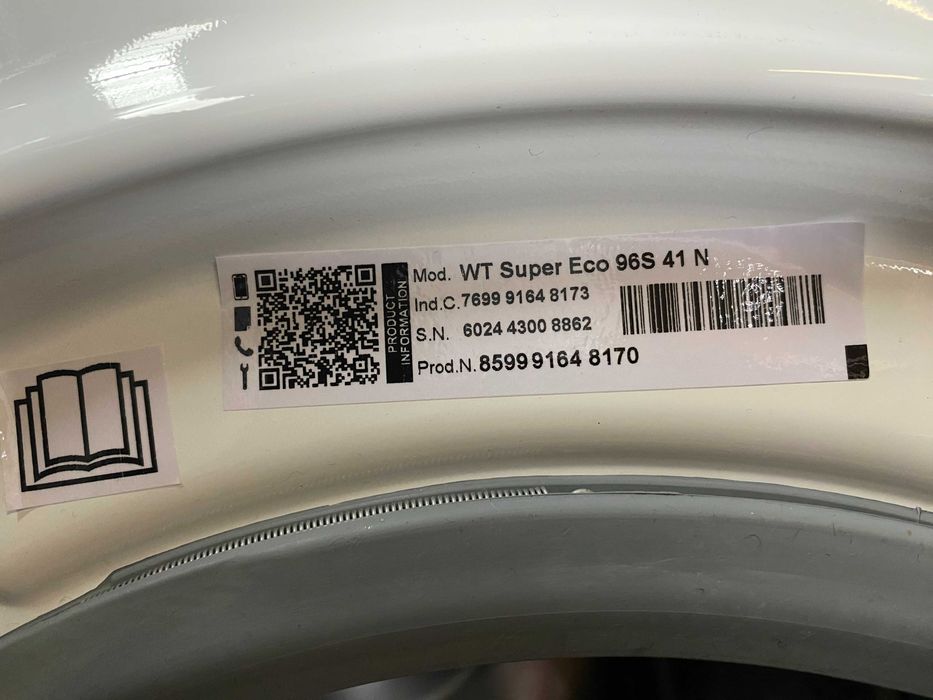 PRODUCT
INFORMATION
Mod. WT Super Eco 96S 41 N
Ind.C. 7699 9164 8173
S.N. 6024 4300 8862
Prod.N. 8599 9164 8170